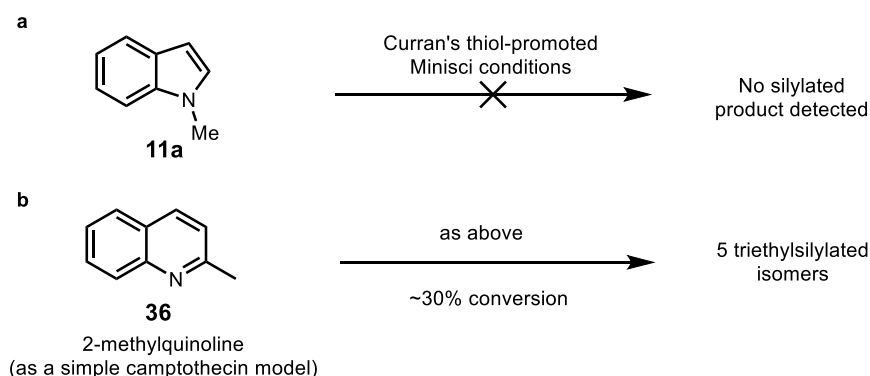 a
Curran's thiol-promoted
Minisci conditions
No silylated
product detected
N
Me
11a
b
as above
5 triethylsilylated
isomers
~30% conversion
N
36
2-methylquinoline
(as a simple camptothecin model)